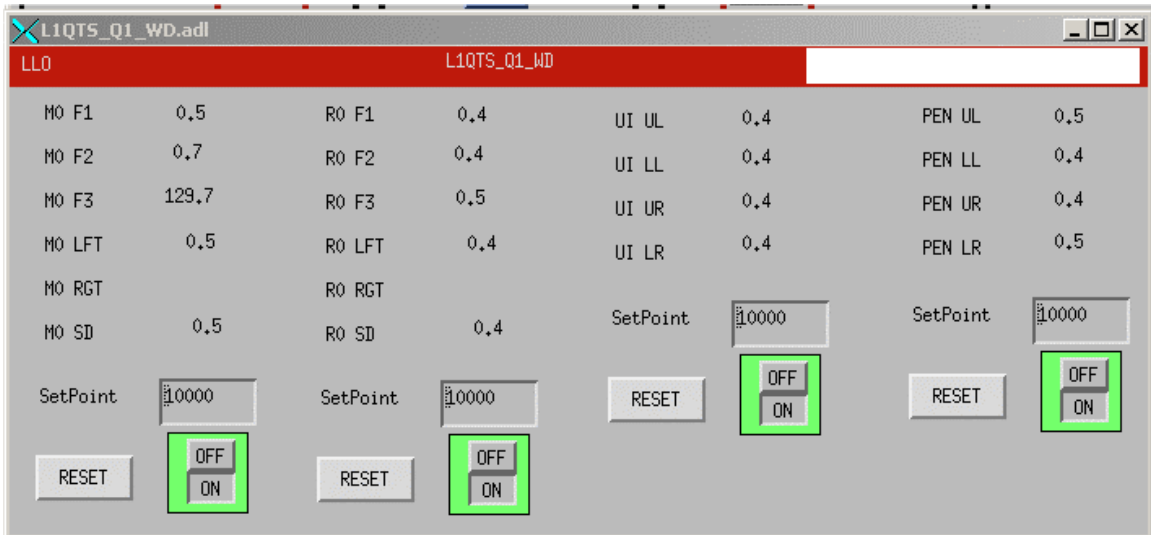 L1QTS_Q1_WD.adl
LLO L1QTS_Q1_WD
M0 F1 0.5 R0 F1 0.4 UI UL 0.4 PEN UL 0.5
M0 F2 0.7 R0 F2 0.4 UI LL 0.4 PEN LL 0.4
M0 F3 129.7 R0 F3 0.5 UI UR 0.4 PEN UR 0.4
M0 LFT 0.5 R0 LFT 0.4 UI LR 0.4 PEN LR 0.5
M0 RGT R0 RGT
M0 SD 0.5 R0 SD 0.4 SetPoint 10000 SetPoint 10000
SetPoint 10000 SetPoint 10000 RESET OFF ON RESET OFF ON
RESET OFF ON RESET OFF ON